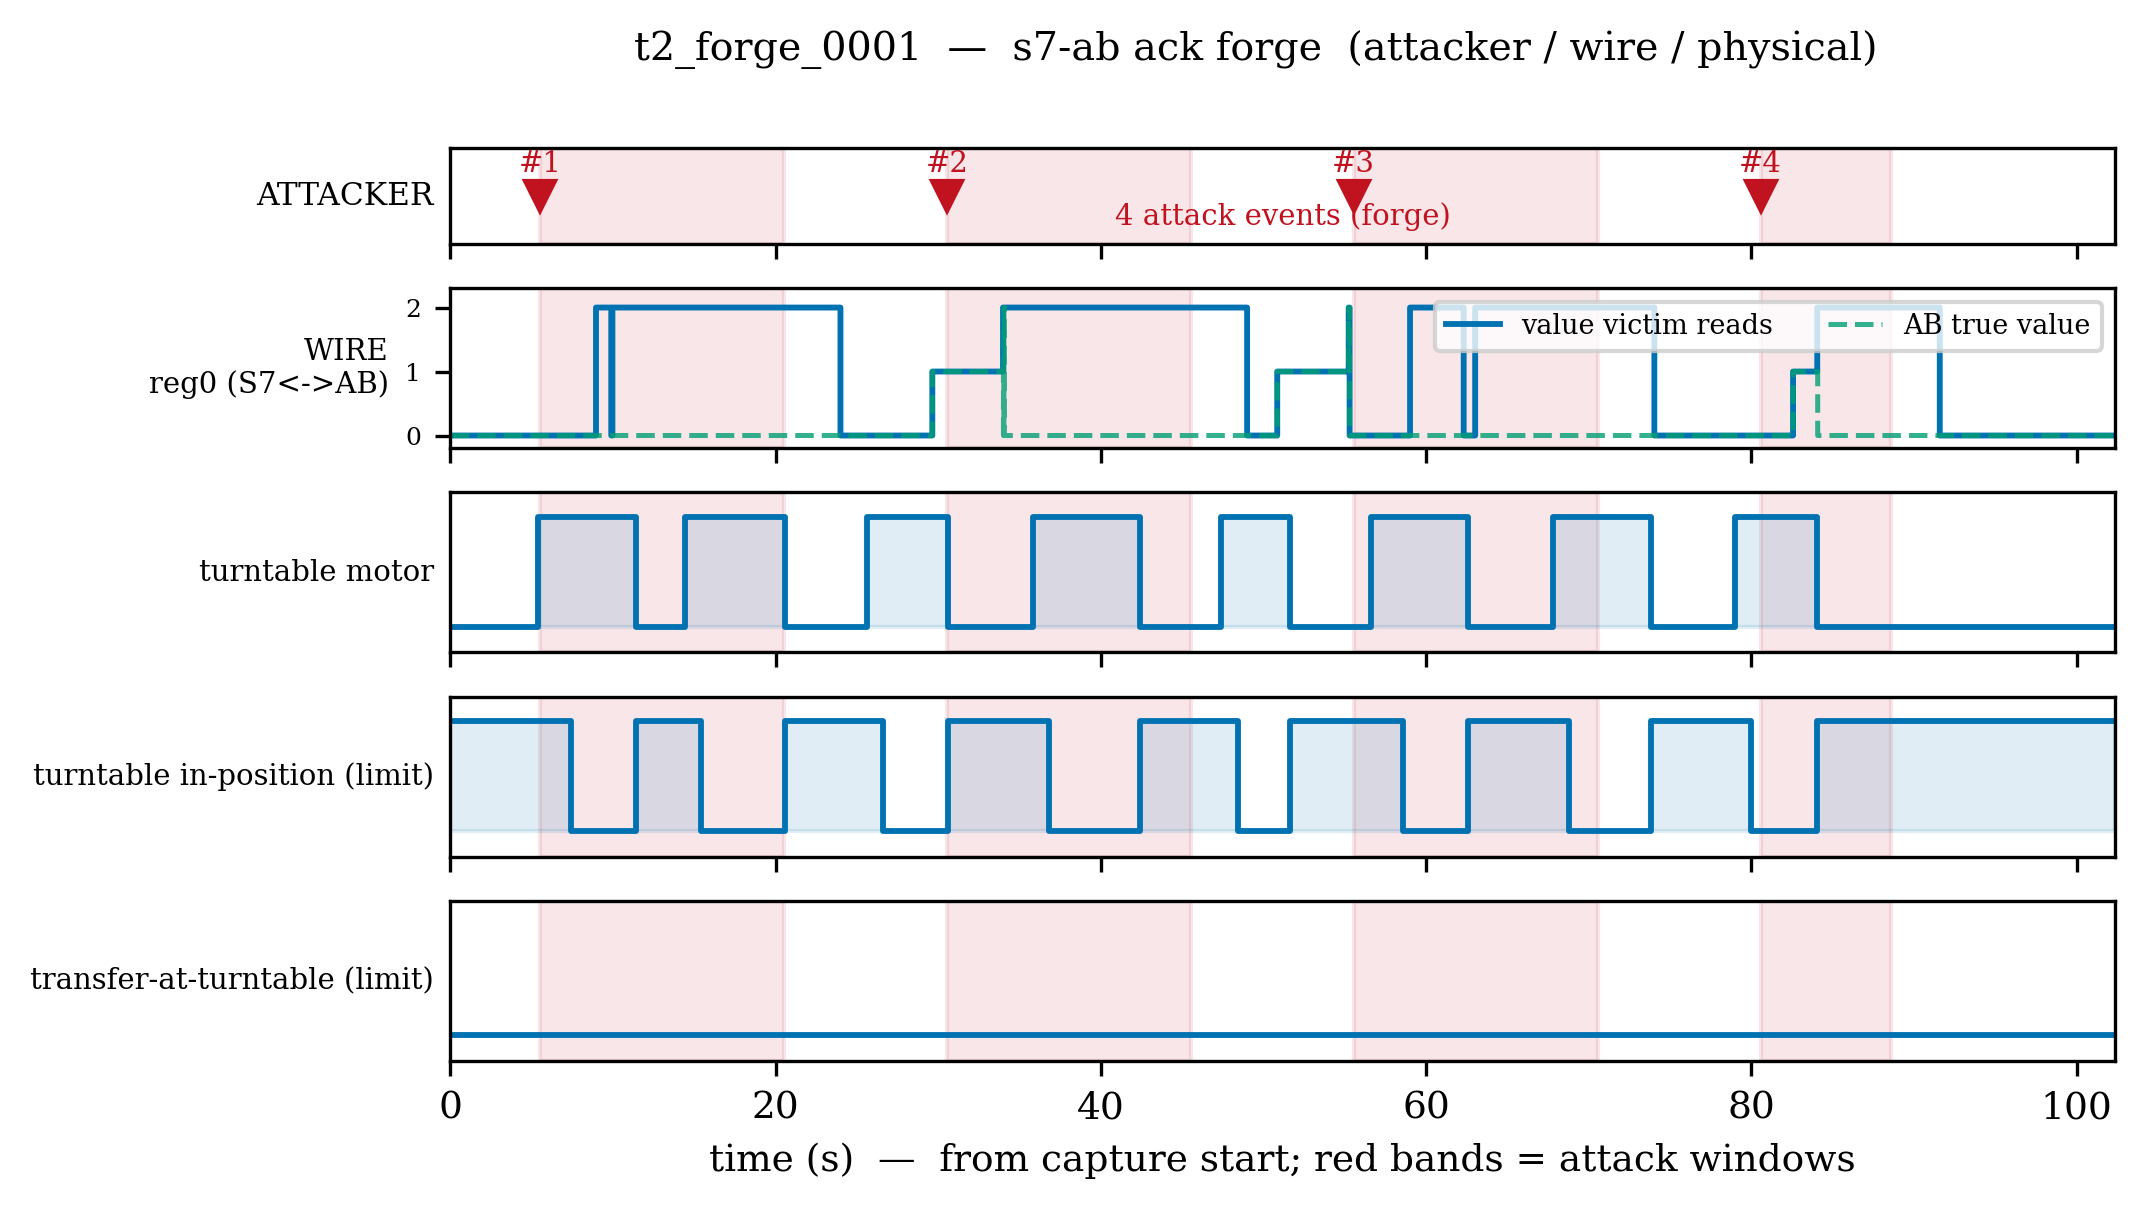 t2_forge_0001 — s7-ab ack forge (attacker / wire / physical)
#1
#2
#3
#4
ATTACKER
4 attack events (forge)
WIRE
reg0 (S7<->AB)
2
1
0
value victim reads
AB true value
turntable motor
turntable in-position (limit)
transfer-at-turntable (limit)
0
20
40
60
80
100
time (s) — from capture start; red bands = attack windows